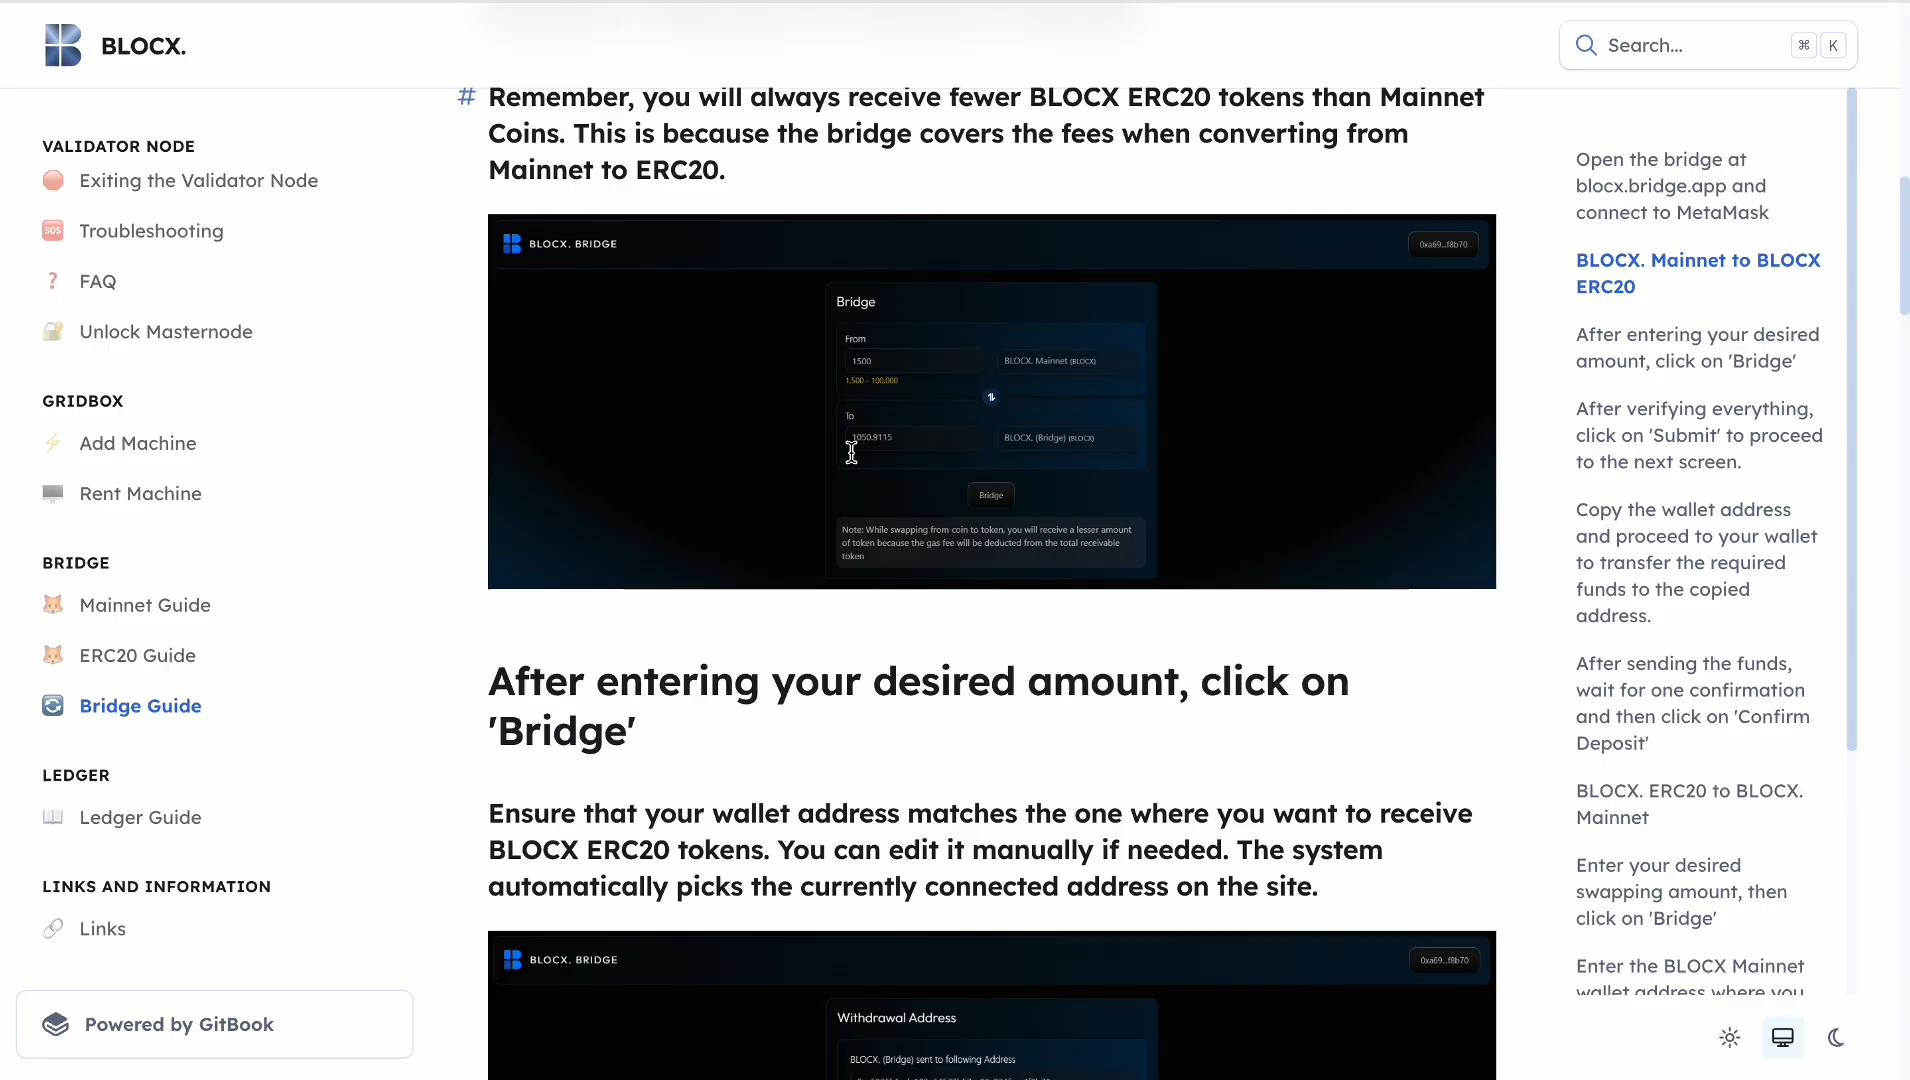 BLOCX.
Search...
⌘ K
VALIDATOR NODE
Exiting the Validator Node
SOS Troubleshooting
FAQ
Unlock Masternode
GRIDBOX
Add Machine
Rent Machine
BRIDGE
Mainnet Guide
ERC20 Guide
Bridge Guide
LEDGER
Ledger Guide
LINKS AND INFORMATION
Links
Powered by GitBook
# Remember, you will always receive fewer BLOCX ERC20 tokens than Mainnet
Coins. This is because the bridge covers the fees when converting from
Mainnet to ERC20.
BLOCX. BRIDGE
0xa69...f8b70
Bridge
From
1500
BLOCX. Mainnet (BLOCX)
1,500 - 100,000
To
1050.9115
BLOCX. (Bridge) (BLOCX)
Bridge
Note: While swapping from coin to token, you will receive a lesser amount
of token because the gas fee will be deducted from the total receivable
token
After entering your desired amount, click on
'Bridge'
Ensure that your wallet address matches the one where you want to receive
BLOCX ERC20 tokens. You can edit it manually if needed. The system
automatically picks the currently connected address on the site.
BLOCX. BRIDGE
0xa69...f8b70
Withdrawal Address
BLOCX. (Bridge) sent to following Address
Open the bridge at
blocx.bridge.app and
connect to MetaMask
BLOCX. Mainnet to BLOCX
ERC20
After entering your desired
amount, click on 'Bridge'
After verifying everything,
click on 'Submit' to proceed
to the next screen.
Copy the wallet address
and proceed to your wallet
to transfer the required
funds to the copied
address.
After sending the funds,
wait for one confirmation
and then click on 'Confirm
Deposit'
BLOCX. ERC20 to BLOCX.
Mainnet
Enter your desired
swapping amount, then
click on 'Bridge'
Enter the BLOCX Mainnet
wallet address where you